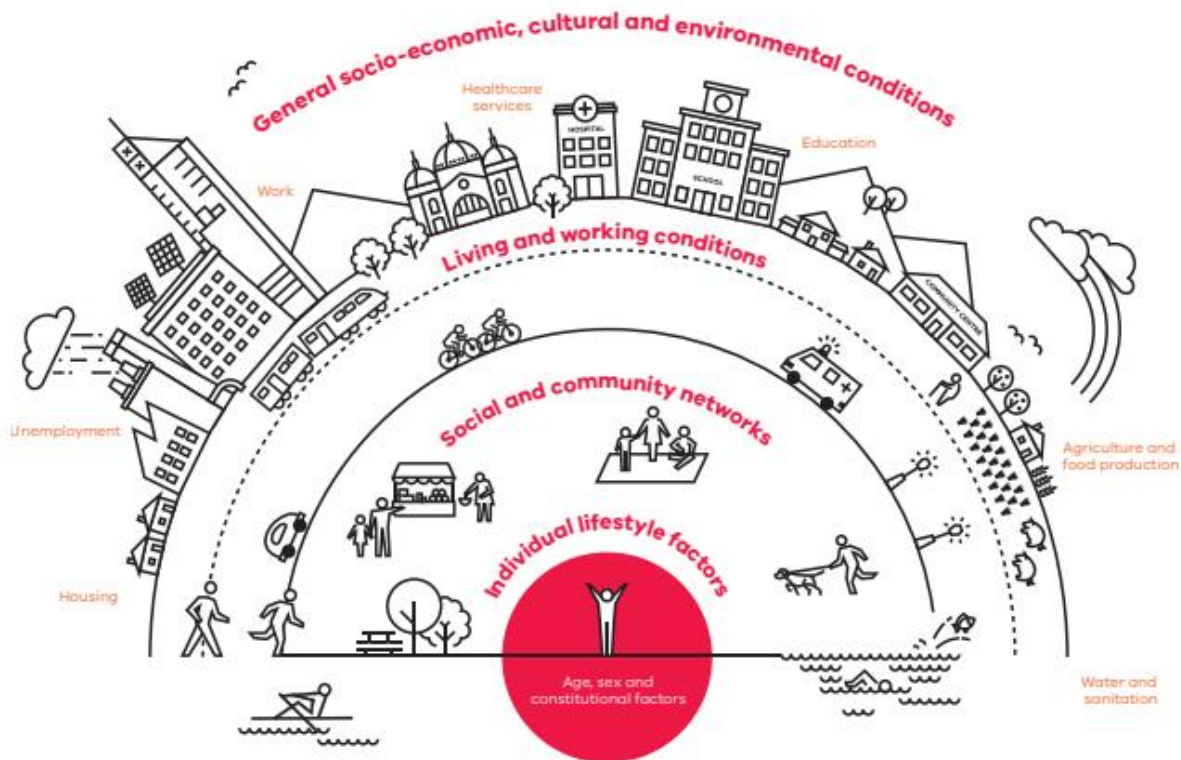 General socio-economic, cultural and environmental conditions
Healthcare
services
HOSPITAL
Education
SCHOOL
Work
Living and working conditions
COMMUNITY CENTRE
Social and community networks
Unemployment
Agriculture and
food production
Individual lifestyle factors
Housing
Age, sex and
constitutional factors
Water and
sanitation